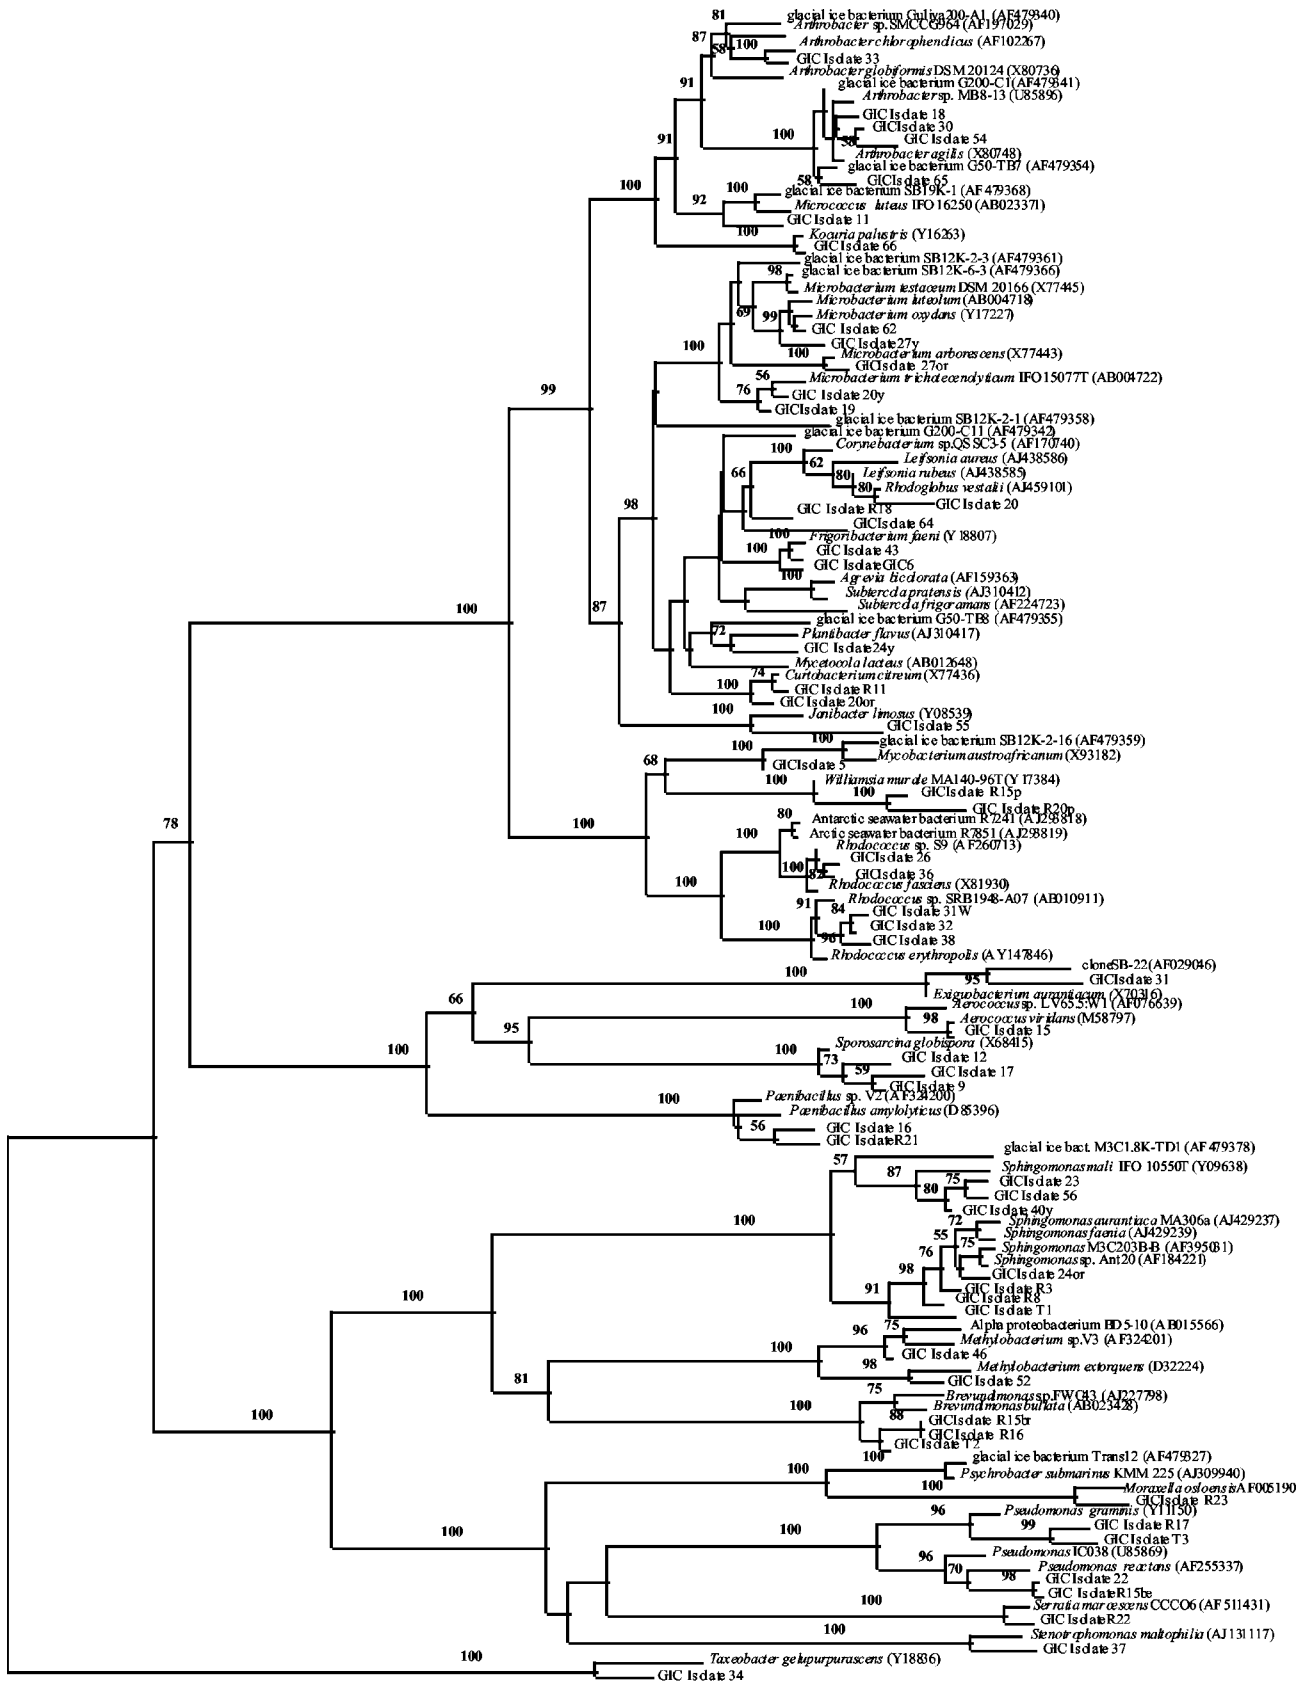 81
glacial ice bacterium Guliya200-A1 (AF479340)
Arthrobacter sp. SMCCG964 (AF197029)
87
Arthrobacter chlorophenolicus (AF102267)
58
100
GIC Isolate 33
Arthrobacter globiformis DSM 20124 (X80736)
91
glacial ice bacterium G200-C1 (AF479341)
Arthrobacter sp. MB8-13 (U85896)
GIC Isolate 18
GIC Isolate 30
100
91
GIC Isolate 54
58
Arthrobacter agilis (X80748)
glacial ice bacterium G50-TB7 (AF479354)
58
GIC Isolate 65
100
100
glacial ice bacterium SB19K-1 (AF479368)
92
Micrococcus luteus IFO 16250 (AB023371)
GIC Isolate 11
100
Kocuria palustris (Y16263)
GIC Isolate 66
glacial ice bacterium SB12K-2-3 (AF479361)
98
glacial ice bacterium SB12K-6-3 (AF479366)
Microbacterium testaceum DSM 20166 (X77445)
Microbacterium luteolum (AB004718)
69
99
Microbacterium oxydans (Y17227)
GIC Isolate 62
GIC Isolate 27y
100
100
Microbacterium arborescens (X77443)
GIC Isolate 27or
56
Microbacterium trichotecenolyticum IFO 15077T (AB004722)
99
76
GIC Isolate 20y
GIC Isolate 19
glacial ice bacterium SB12K-2-1 (AF479358)
glacial ice bacterium G200-C11 (AF479342)
Corynebacterium sp. QSSC3-5 (AF170740)
100
62
Leifsonia aureus (AJ438586)
66
80
Leifsonia rubeus (AJ438585)
80
Rhodoglobus vestalii (AJ459101)
GIC Isolate 20
98
GIC Isolate R18
GIC Isolate 64
100
Frigoribacterium faeni (Y18807)
100
GIC Isolate 43
GIC Isolate GIC6
100
Agrevia bicolorata (AF159363)
Subtercola pratensis (AJ310412)
100
87
Subtercola frigoramans (AF224723)
glacial ice bacterium G50-TB8 (AF479355)
72
Plantibacter flavus (AJ310417)
GIC Isolate 24y
Mycetocola lacteus (AB012648)
74
Curtobacterium citreum (X77436)
100
GIC Isolate R11
GIC Isolate 20or
100
Janibacter limosus (Y08539)
GIC Isolate 55
100
100
glacial ice bacterium SB12K-2-16 (AF479359)
Mycobacterium austroafricanum (X93182)
68
GIC Isolate 5
100
Williamsia murale MA140-96T (Y17384)
100
GIC Isolate R15p
GIC Isolate R20p
78
100
80
Antarctic seawater bacterium R7241 (AJ293818)
100
Arctic seawater bacterium R7851 (AJ293819)
Rhodococcus sp. S9 (AF260713)
GIC Isolate 26
100
82
GIC Isolate 36
100
Rhodococcus fasciens (X81930)
91
Rhodococcus sp. SRB1948-A07 (AB010911)
84
GIC Isolate 31W
100
GIC Isolate 32
96
GIC Isolate 38
Rhodococcus erythropolis (AY147846)
100
clone SB-22 (AF029046)
95
GIC Isolate 31
66
Exiguobacterium aurantiacum (X70316)
100
Aerococcus sp. LV65.5:W1 (AF076639)
95
98
Aerococcus viridans (M58797)
GIC Isolate 15
100
100
Sporosarcina globispora (X68415)
73
GIC Isolate 12
59
GIC Isolate 17
GIC Isolate 9
100
Paenibacillus sp. V2 (AF324200)
Paenibacillus amylolyticus (D85396)
56
GIC Isolate 16
GIC Isolate R21
glacial ice bact. M3C1.8K-TD1 (AF479378)
57
87
Sphingomonas mali IFO 10550T (Y09638)
75
80
GIC Isolate 23
GIC Isolate 56
GIC Isolate 40y
100
72
Sphingomonas aurantiaca MA306a (AJ429237)
55
Sphingomonas faenia (AJ429239)
75
76
Sphingomonas M3C203B-B (AF395031)
Sphingomonas sp. Ant20 (AF184221)
98
GIC Isolate 24or
91
GIC Isolate R3
GIC Isolate R8
GIC Isolate T1
100
75
Alpha proteobacterium BD5-10 (AB015566)
96
Methylobacterium sp. V3 (AF324201)
100
GIC Isolate 46
98
Methylobacterium extorquens (D32224)
81
GIC Isolate 52
75
Brevundimonas sp. FWC43 (AJ227798)
100
Brevundimonas bullata (AB023428)
88
GIC Isolate R15br
100
GIC Isolate R16
GIC Isolate T2
100
glacial ice bacterium Trans12 (AF479327)
100
Psychrobacter submarinus KMM 225 (AJ309940)
100
Moraxella osloensis AF005190
GIC Isolate R23
96
Pseudomonas graminis (Y11150)
99
GIC Isolate R17
100
100
GIC Isolate T3
96
Pseudomonas IC038 (U85869)
70
Pseudomonas reactans (AF255337)
98
GIC Isolate 22
GIC Isolate R15be
100
Serratia marcescens CCCO6 (AF511431)
GIC Isolate R22
100
Stenotrophomonas maltophilia (AJ131117)
GIC Isolate 37
100
Taxeobacter gelupurpurascens (Y18836)
GIC Isolate 34